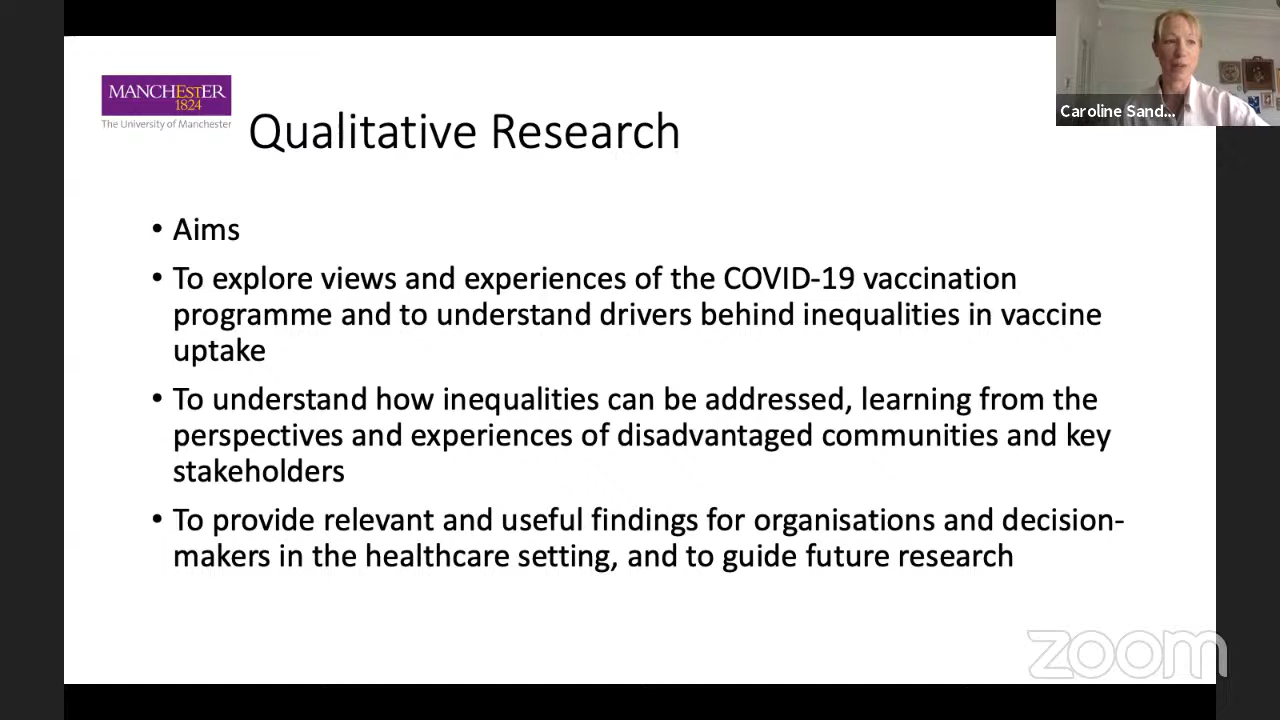 MANCHESTER
1824
The University of Manchester
Qualitative Research
Caroline Sand...
• Aims
• To explore views and experiences of the COVID-19 vaccination
programme and to understand drivers behind inequalities in vaccine
uptake
• To understand how inequalities can be addressed, learning from the
perspectives and experiences of disadvantaged communities and key
stakeholders
• To provide relevant and useful findings for organisations and decision-
makers in the healthcare setting, and to guide future research
zoom